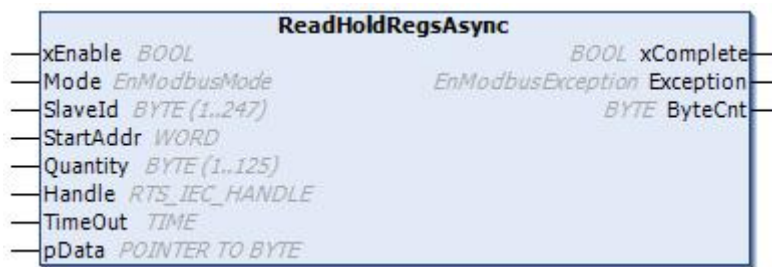 ReadHoldRegsAsync
xEnable BOOL BOOL xComplete
Mode EnModbusMode EnModbusException Exception
SlaveId BYTE (1..247) BYTE ByteCnt
StartAddr WORD
Quantity BYTE (1..125)
Handle RTS_IEC_HANDLE
TimeOut TIME
pData POINTER TO BYTE